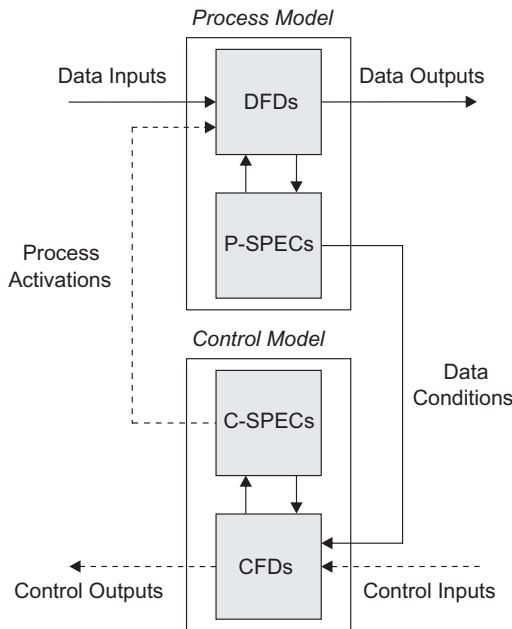 Process Model
Data Inputs
DFDs
Data Outputs
P-SPECs
Process
Activations
Control Model
Data
Conditions
C-SPECs
CFDs
Control Outputs
Control Inputs